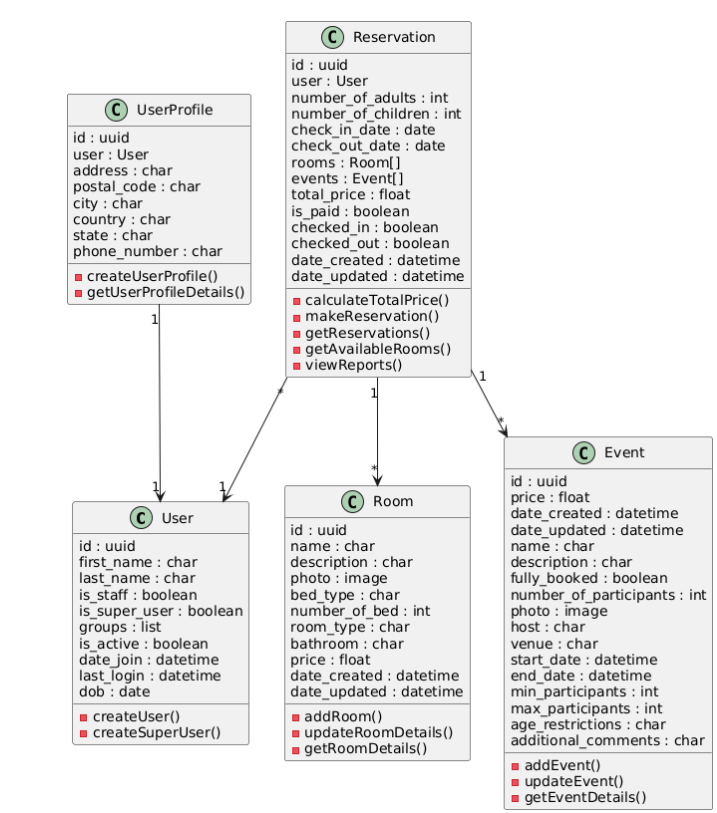 C Reservation
id : uuid
user : User
number_of_adults : int
number_of_children : int
check_in_date : date
check_out_date : date
rooms : Room[]
events : Event[]
total_price : float
is_paid : boolean
checked_in : boolean
checked_out : boolean
date_created : datetime
date_updated : datetime
calculateTotalPrice()
makeReservation()
getReservations()
getAvailableRooms()
viewReports()
C UserProfile
id : uuid
user : User
address : char
postal_code : char
city : char
country : char
state : char
phone_number : char
createUserProfile()
getUserProfileDetails()
1
1
*
1
1
*
1
*
C User
id : uuid
first_name : char
last_name : char
is_staff : boolean
is_super_user : boolean
groups : list
is_active : boolean
date_join : datetime
last_login : datetime
dob : date
createUser()
createSuperUser()
C Room
id : uuid
name : char
description : char
photo : image
bed_type : char
number_of_bed : int
room_type : char
bathroom : char
price : float
date_created : datetime
date_updated : datetime
addRoom()
updateRoomDetails()
getRoomDetails()
C Event
id : uuid
price : float
date_created : datetime
date_updated : datetime
name : char
description : char
fully_booked : boolean
number_of_participants : int
photo : image
host : char
venue : char
start_date : datetime
end_date : datetime
min_participants : int
max_participants : int
age_restrictions : char
additional_comments : char
addEvent()
updateEvent()
getEventDetails()